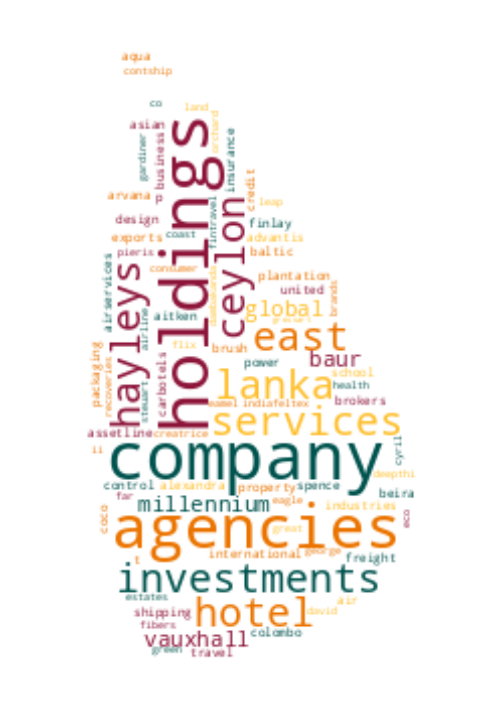 aqua
contship
co
land
asian
holdings
orchard
gardiner
business
insurance
arvana
p
credit
leap
design
fintravel
ceylon
finlay
coast
exports
advantis
pieris
baltic
airservices
hayleys
consumer
dambakanda
plantation
united
brands
global
aitken
airline
east
flix
brush
baur
packaging
recoveries
carbotels
power
school
lanka
health
steuart
eamel
indiafeltex
brokers
services
assetline
creatrice
ii
company
cyril
deepthi
control
alexandra
property
spence
beira
far
eagle
millennium
industries
coco
agencies
great
eco
t
international
george
freight
investments
estates
air
shipping
hotel
david
fibers
vauxhall
colombo
green
travel